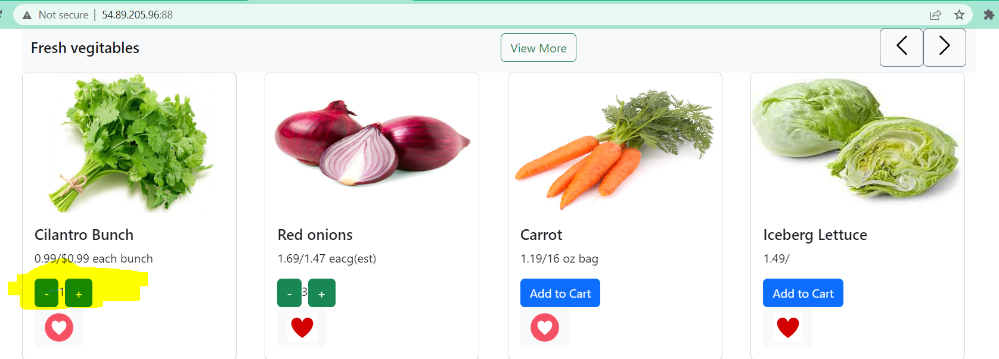 Not secure | 54.89.205.96:88
Fresh vegitables
View More
Cilantro Bunch
0.99/$0.99 each bunch
- 1 +
Red onions
1.69/1.47 eacg(est)
- 3 +
Carrot
1.19/16 oz bag
Add to Cart
Iceberg Lettuce
1.49/
Add to Cart